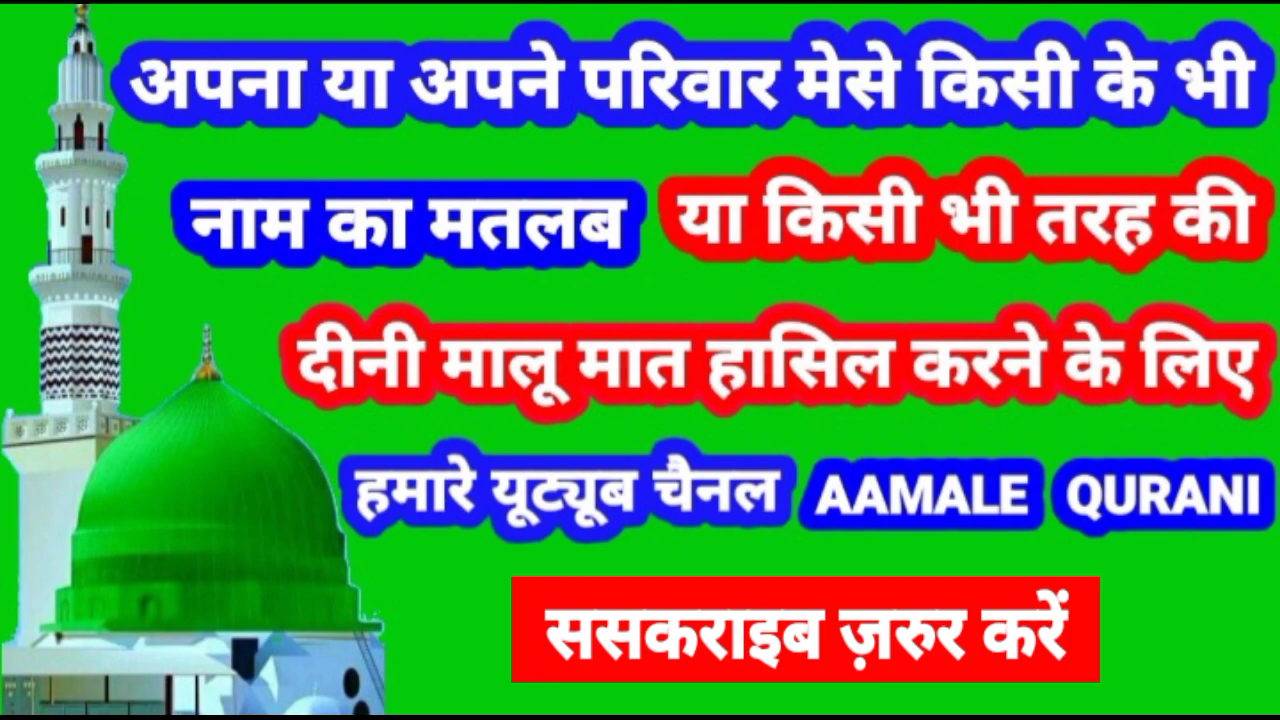 अपना या अपने परिवार मेसे किसी के भी
नाम का मतलब या किसी भी तरह की
दीनी मालू मात हासिल करने के लिए
हमारे यूट्यूब चैनल AAMALE QURANI
ससकराइब ज़रुर करें